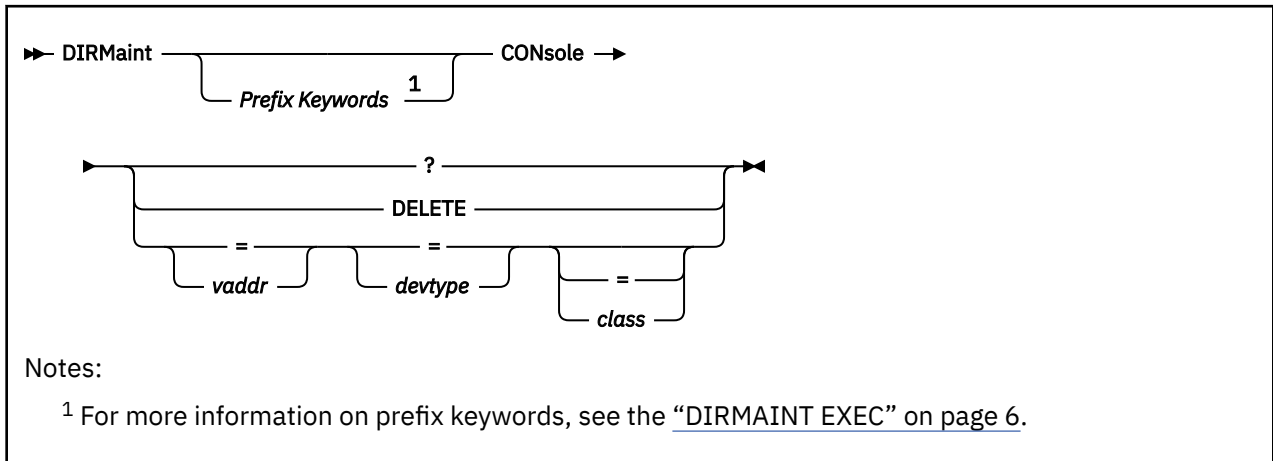 DIRMaint CONsole
Prefix Keywords 1
?
DELETE
= =
vaddr devtype =
class
Notes:
1 For more information on prefix keywords, see the “DIRMAINT EXEC” on page 6.